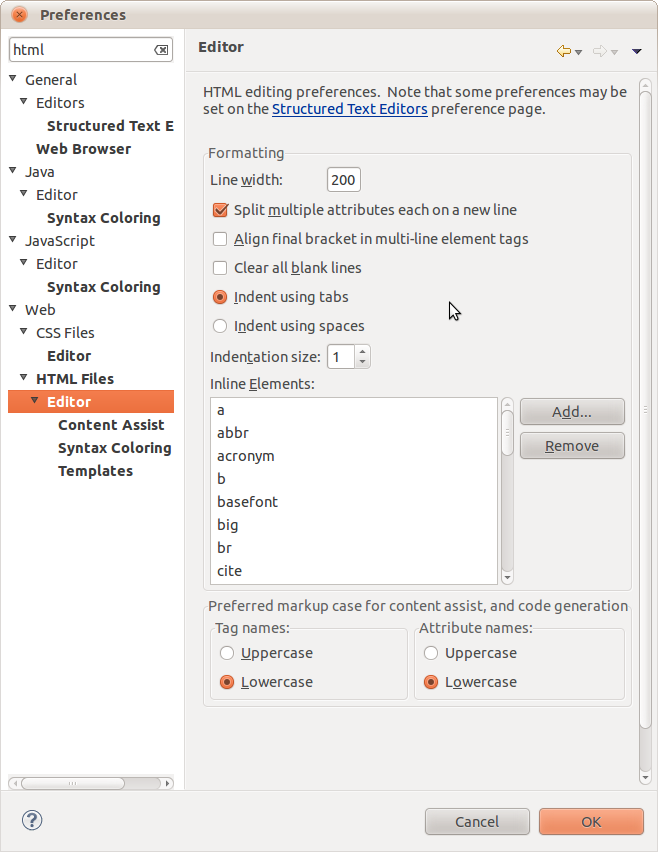 Preferences
html
General
Editors
Structured Text E
Web Browser
Java
Editor
Syntax Coloring
JavaScript
Editor
Syntax Coloring
Web
CSS Files
Editor
HTML Files
Editor
Content Assist
Syntax Coloring
Templates
Editor
HTML editing preferences.  Note that some preferences may be
set on the Structured Text Editors preference page.
Formatting
Line width: 200
Split multiple attributes each on a new line
Align final bracket in multi-line element tags
Clear all blank lines
Indent using tabs
Indent using spaces
Indentation size: 1
Inline Elements:
a
abbr
acronym
b
basefont
big
br
cite
Add...
Remove
Preferred markup case for content assist, and code generation
Tag names:
Uppercase
Lowercase
Attribute names:
Uppercase
Lowercase
?
Cancel
OK